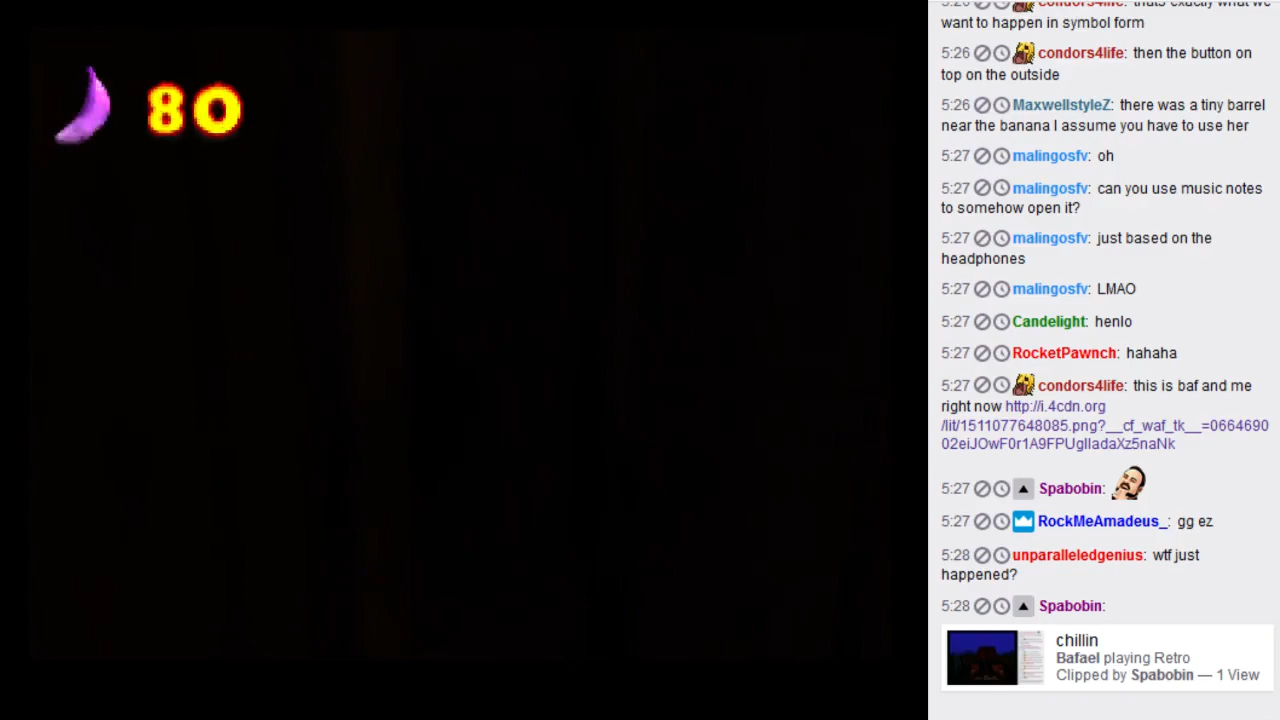 80
want to happen in symbol form
5:26 condors4life: then the button on
top on the outside
5:26 MaxwellstyleZ: there was a tiny barrel
near the banana I assume you have to use her
5:27 malingosfv: oh
5:27 malingosfv: can you use music notes
to somehow open it?
5:27 malingosfv: just based on the
headphones
5:27 malingosfv: LMAO
5:27 Candelight: henlo
5:27 RocketPawnch: hahaha
5:27 condors4life: this is baf and me
right now http://i.4cdn.org
/lit/1511077648085.png?__cf_waf_tk__=0664690
02eiJOwF0r1A9FPUglladaXz5naNk
5:27 Spabobin:
5:27 RockMeAmadeus_: gg ez
5:28 unparalleledgenius: wtf just
happened?
5:28 Spabobin:
chillin
Bafael playing Retro
Clipped by Spabobin — 1 View